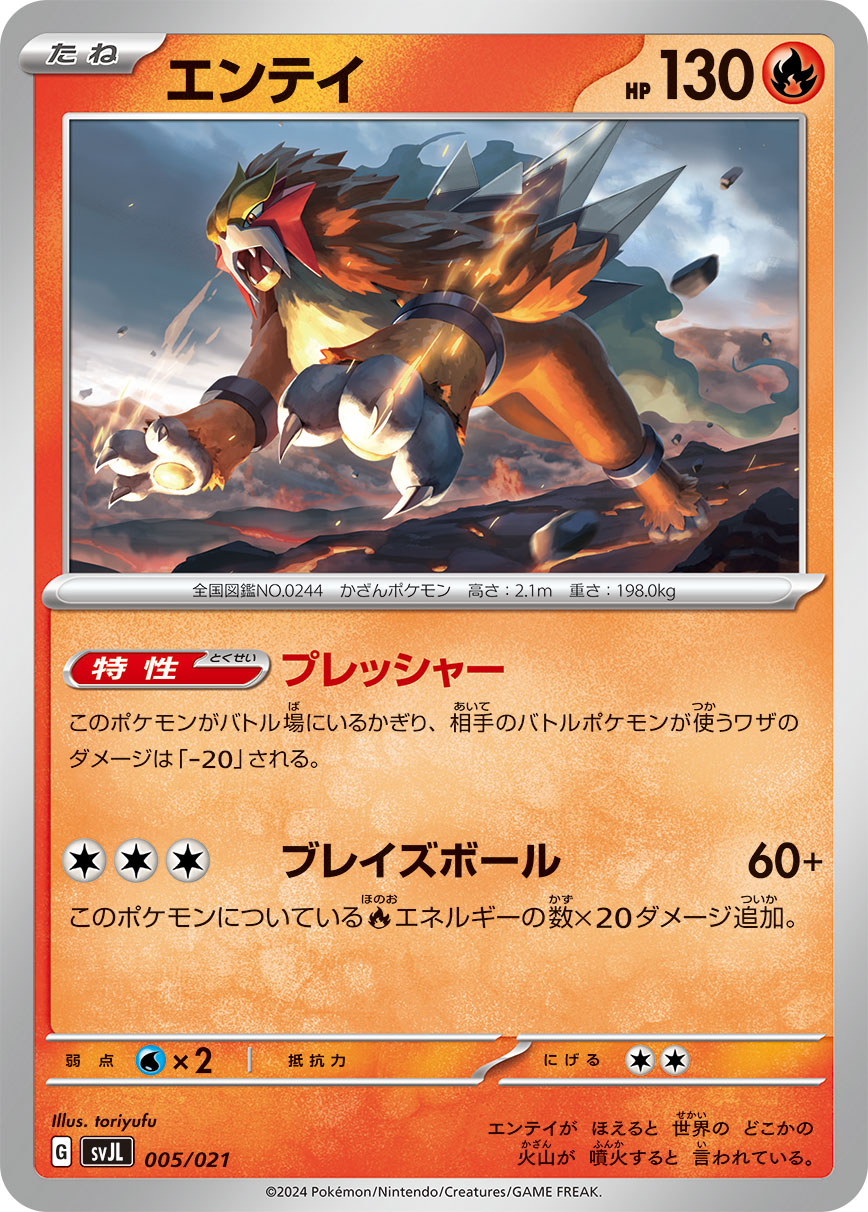 たね
エンテイ
HP 130
全国図鑑NO.0244 かざんポケモン 高さ：2.1m 重さ：198.0kg
特性 とくせい プレッシャー
このポケモンがバトル場にいるかぎり、相手のバトルポケモンが使うワザの
ダメージは「-20」される。
ブレイズボール 60+
このポケモンについているエネルギーの数×20ダメージ追加。
弱点 ×2 抵抗力 にげる
Illus. toriyufu
エンテイが ほえると 世界の どこかの
火山が 噴火すると 言われている。
G svJL 005/021
©2024 Pokémon/Nintendo/Creatures/GAME FREAK.